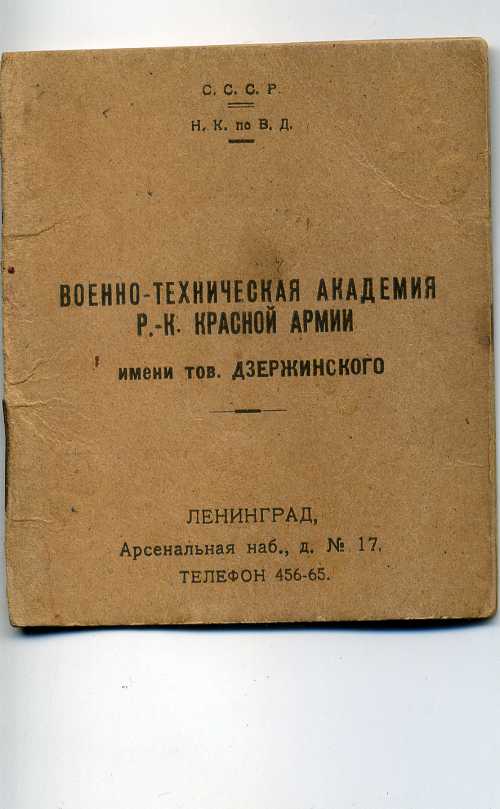 С. С. С. Р.
Н. К. по В. Д.
ВОЕННО-ТЕХНИЧЕСКАЯ АКАДЕМИЯ
Р.-К. КРАСНОЙ АРМИИ
имени тов. ДЗЕРЖИНСКОГО
ЛЕНИНГРАД,
Арсенальная наб., д. № 17.
ТЕЛЕФОН 456-65.